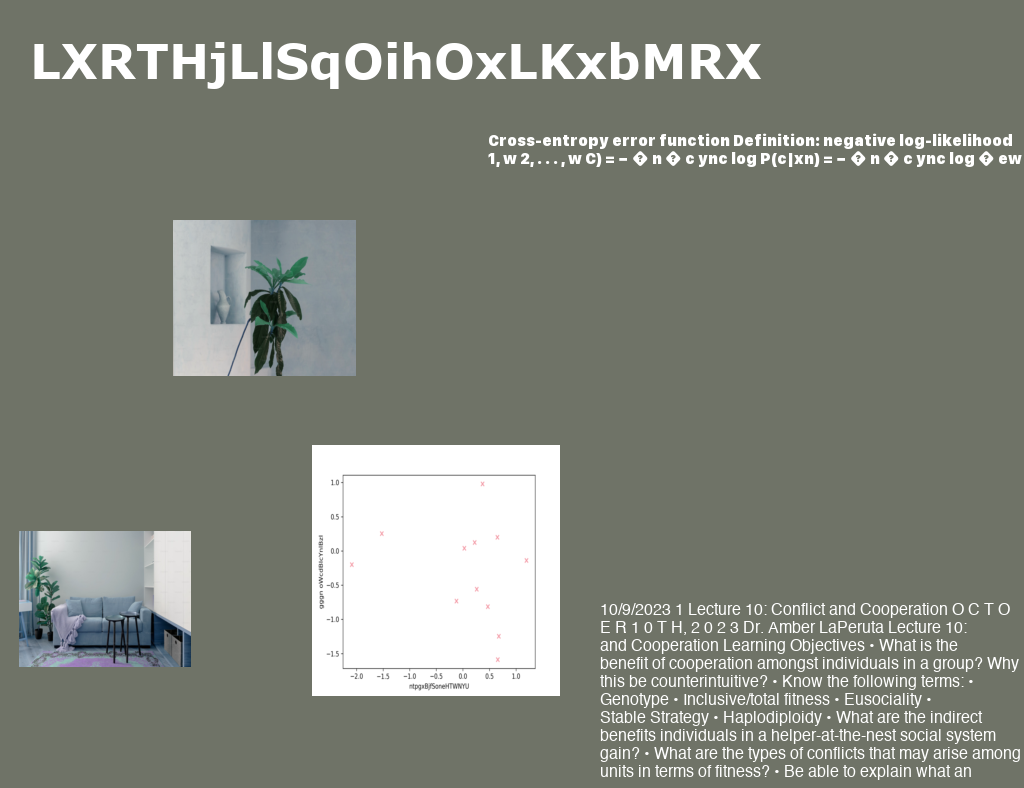 LXRTHjLlSqOihOxLKxbMRX
Cross-entropy error function Definition: negative log-likelihood
1, w 2, . . . , w C) = − � n � c ync log P(c|xn) = − � n � c ync log � ew
1.0
0.5
0.0
−0.5
−1.0
−1.5
−2.0 −1.5 −1.0 −0.5 0.0 0.5 1.0
ntpgxBjfSoneHTWNYU
10/9/2023 1 Lecture 10: Conflict and Cooperation O C T O
E R 1 0 T H, 2 0 2 3 Dr. Amber LaPeruta Lecture 10:
and Cooperation Learning Objectives • What is the
benefit of cooperation amongst individuals in a group? Why
this be counterintuitive? • Know the following terms: •
Genotype • Inclusive/total fitness • Eusociality •
Stable Strategy • Haplodiploidy • What are the indirect
benefits individuals in a helper-at-the-nest social system
gain? • What are the types of conflicts that may arise among
units in terms of fitness? • Be able to explain what an